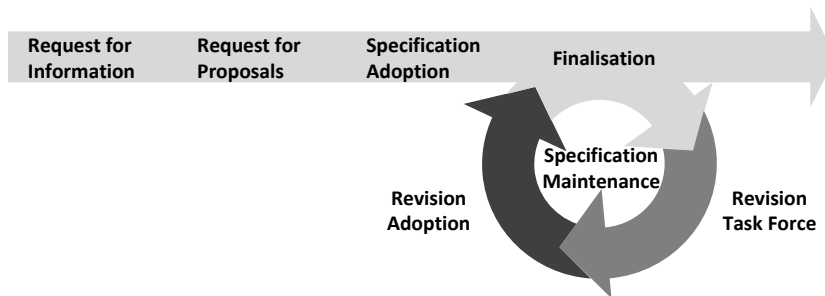 Request for
Information
Request for
Proposals
Specification
Adoption
Finalisation
Specification
Maintenance
Revision
Adoption
Revision
Task Force